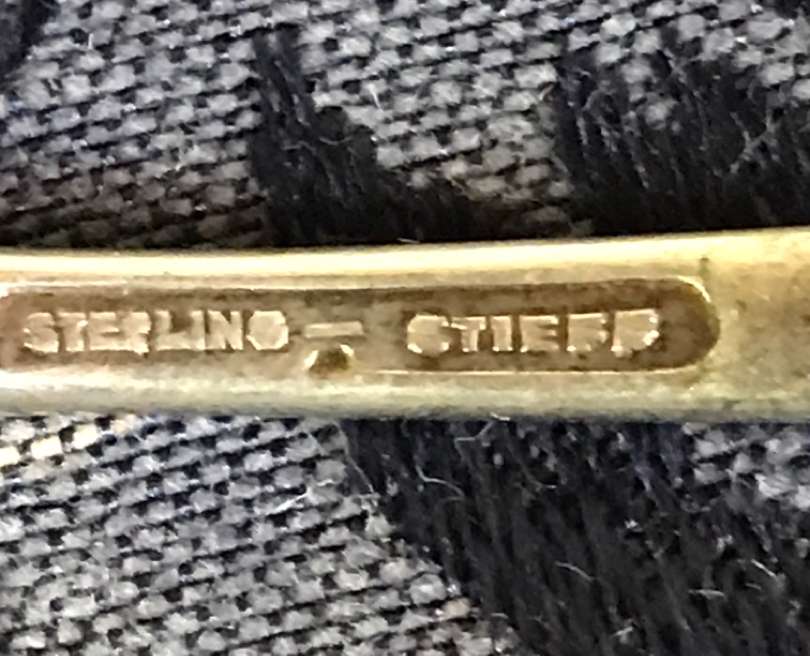 STERLING — STIEFF